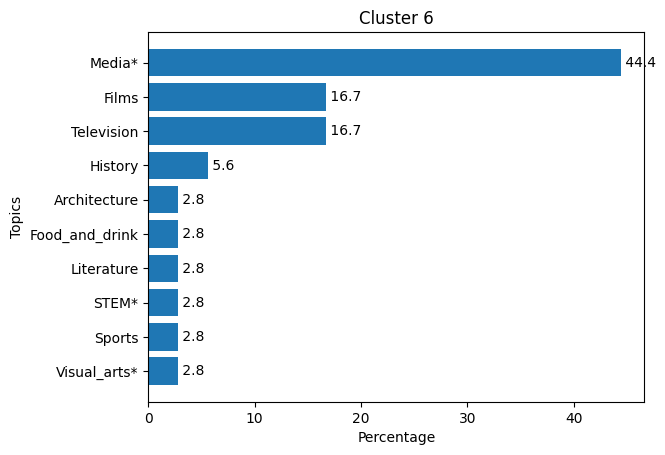 Cluster 6
Media* 44.4
Films 16.7
Television 16.7
History 5.6
Architecture 2.8
Food_and_drink 2.8
Literature 2.8
STEM* 2.8
Sports 2.8
Visual_arts* 2.8
Topics
0 10 20 30 40
Percentage